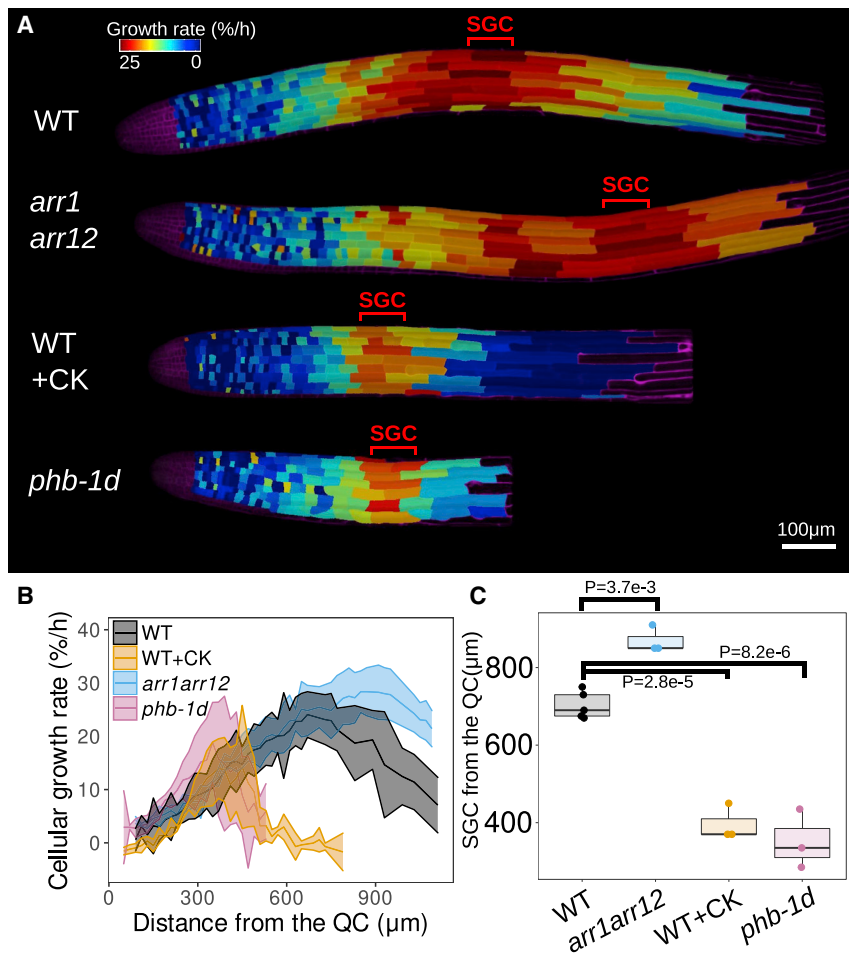 A
Growth rate (%/h)
25 0
SGC
WT
SGC
arr1
arr12
SGC
WT
+CK
SGC
phb-1d
100µm
B
Cellular growth rate (%/h)
40
30
20
10
0
WT
WT+CK
arr1arr12
phb-1d
0 300 600 900
Distance from the QC (µm)
C
P=3.7e-3
P=8.2e-6
P=2.8e-5
SGC from the QC(µm)
800
600
400
WT
arr1arr12
WT+CK
phb-1d